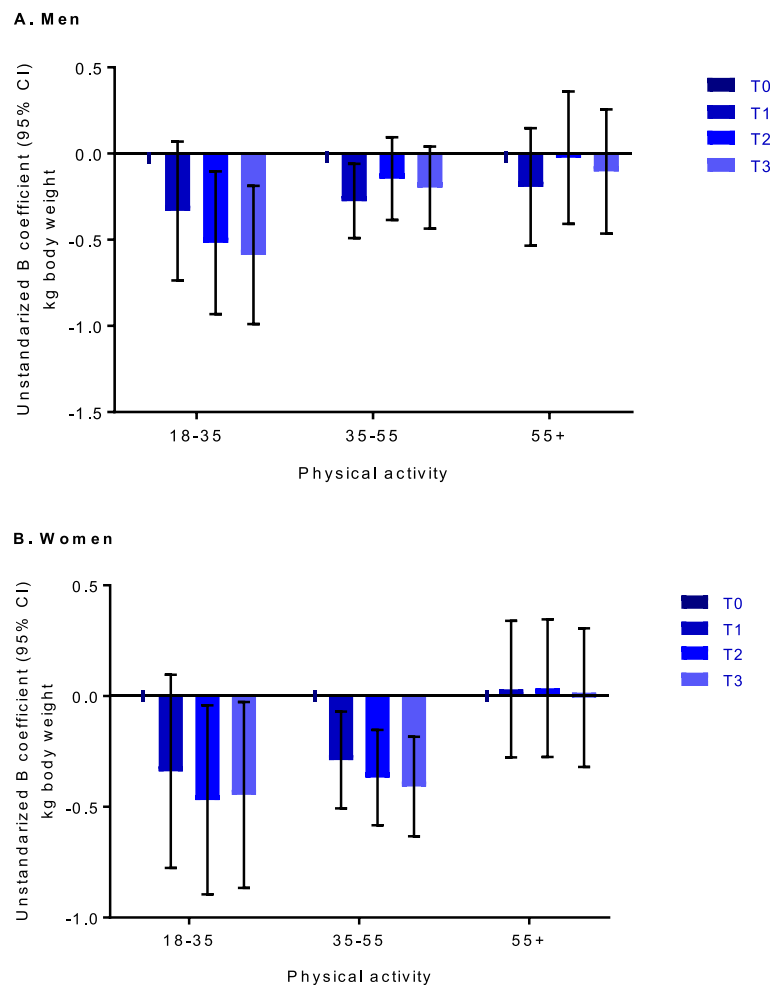 A. Men
Unstandarized B coefficient (95% CI)
kg body weight
0.5
0.0
-0.5
-1.0
-1.5
18-35
35-55
55+
Physical activity
T0
T1
T2
T3
B. Women
Unstandarized B coefficient (95% CI)
kg body weight
0.5
0.0
-0.5
-1.0
18-35
35-55
55+
Physical activity
T0
T1
T2
T3